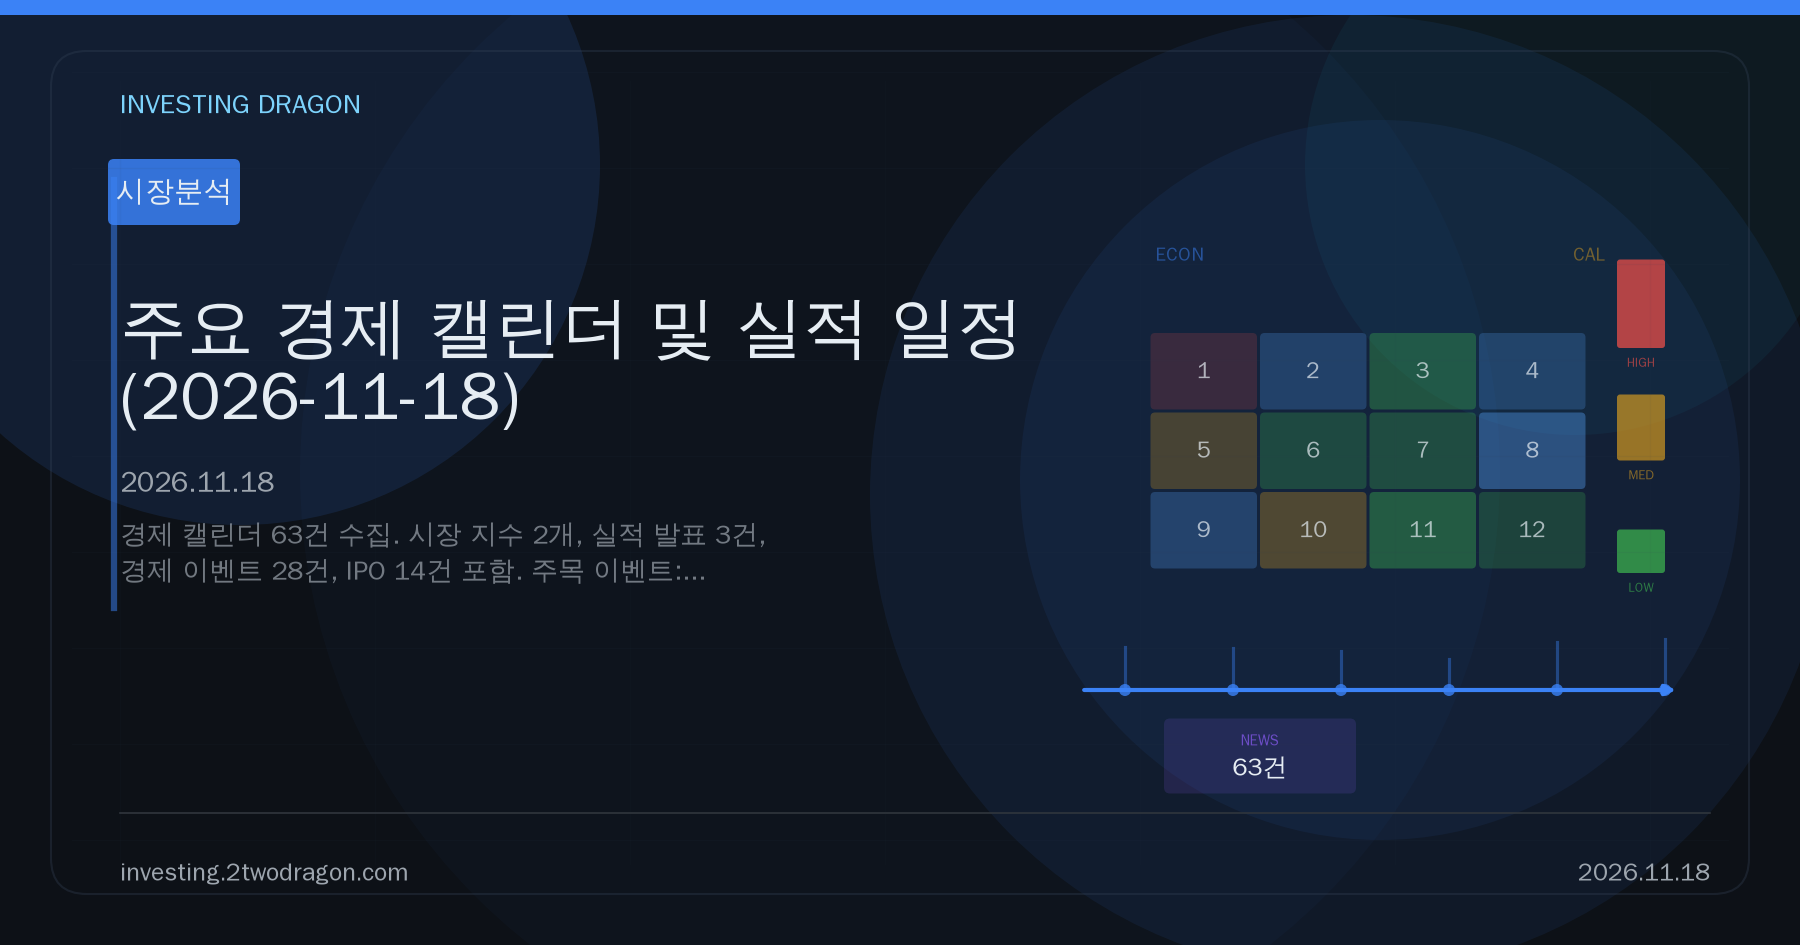 INVESTING DRAGON
시장분석
주요 경제 캘린더 및 실적 일정
(2026-11-18)
2026.11.18
경제 캘린더 63건 수집. 시장 지수 2개, 실적 발표 3건,
경제 이벤트 28건, IPO 14건 포함. 주목 이벤트:...
ECON
CAL
1 2 3 4
5 6 7 8
9 10 11 12
HIGH
MED
LOW
NEWS
63건
investing.2twodragon.com
2026.11.18